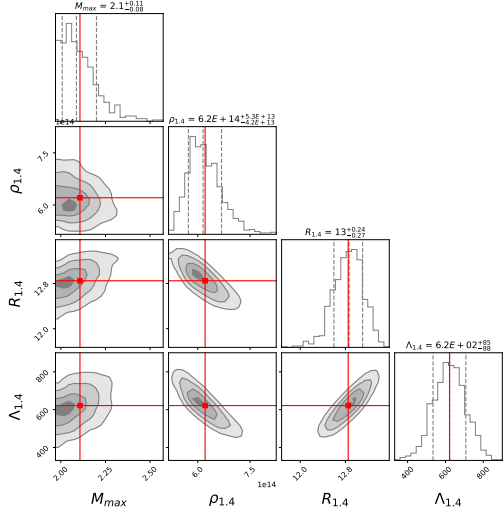 M_max = 2.1^{+0.11}_{-0.08}
1e14
ρ_1.4 = 6.2E + 14^{+5.3E + 13}_{-4.2E + 13}
7.5
6.0
ρ_1.4
R_1.4 = 13^{+0.24}_{-0.27}
12.8
12.0
R_1.4
Λ_1.4 = 6.2E + 02^{+85}_{-88}
800
600
400
Λ_1.4
2.00 2.25 2.50 6.0 7.5 12.0 12.8 400 600 800
1e14
M_max ρ_1.4 R_1.4 Λ_1.4